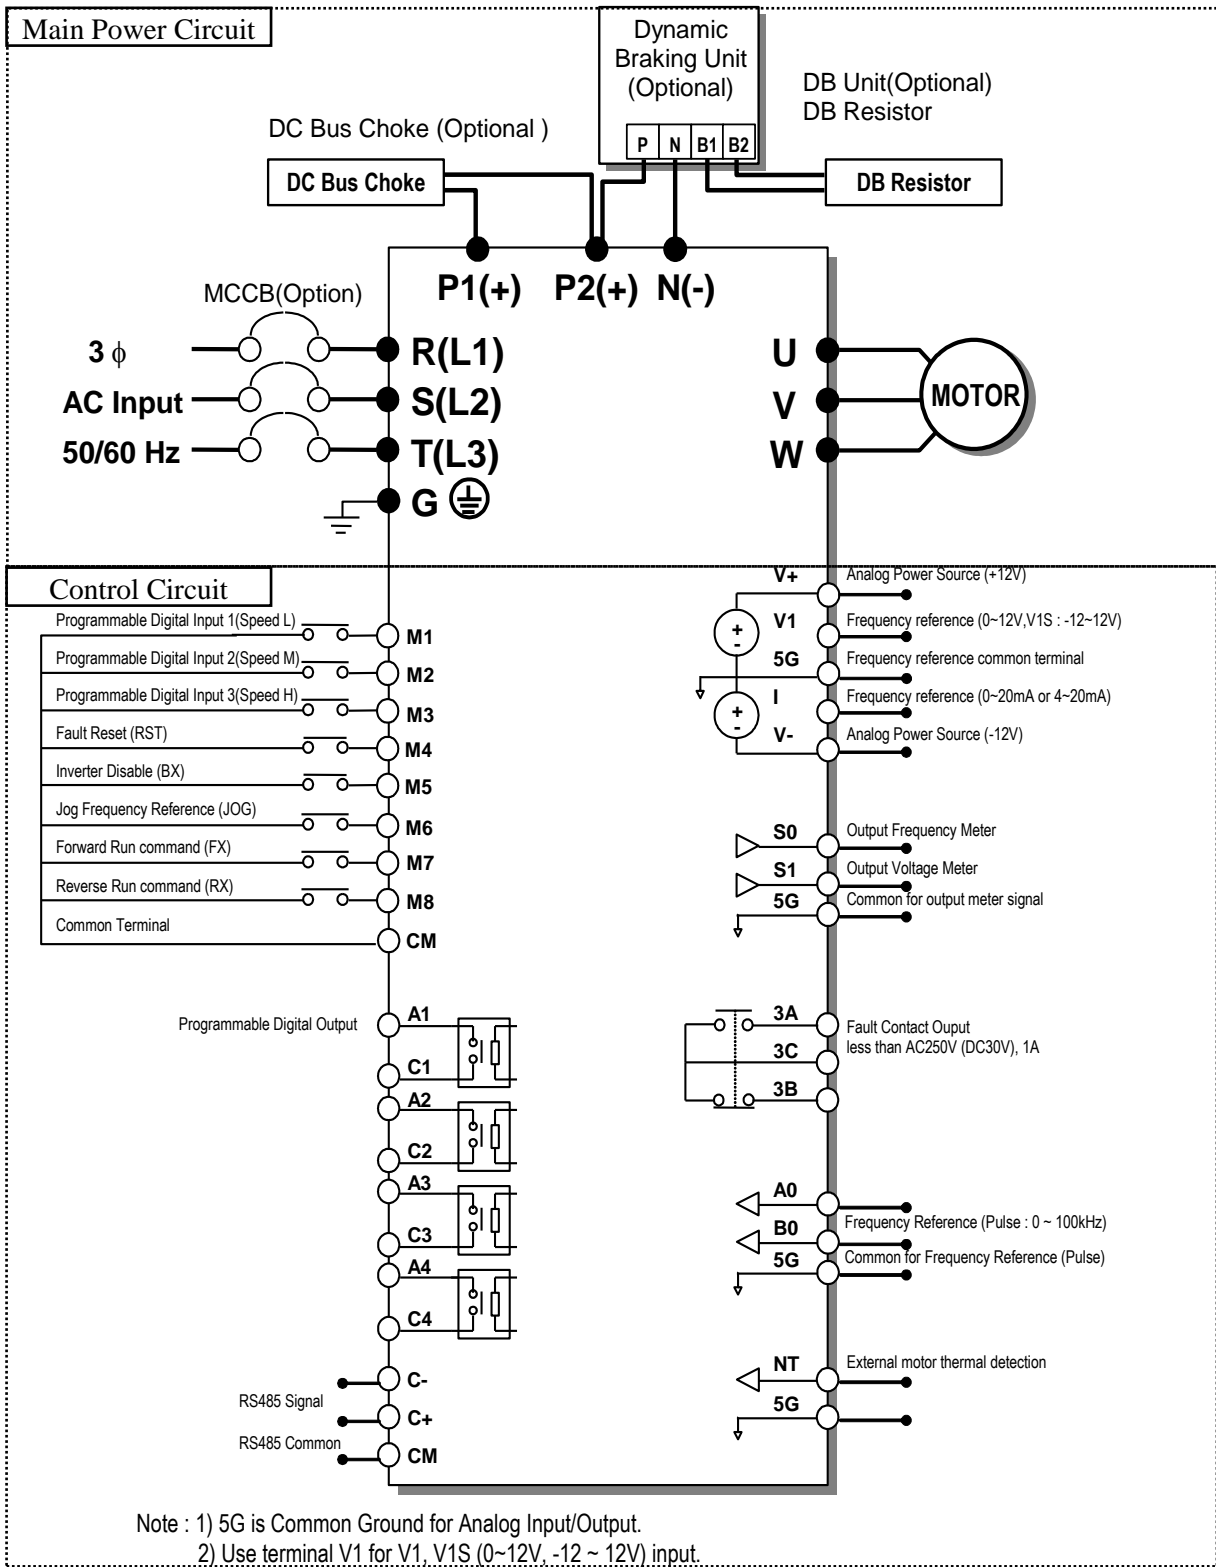 Main Power Circuit
Dynamic
Braking Unit
(Optional)
P N B1 B2
DB Unit(Optional)
DB Resistor
DC Bus Choke (Optional )
DC Bus Choke
DB Resistor
P1(+) P2(+) N(-)
MCCB(Option)
3 ϕ
AC Input
50/60 Hz
R(L1)
S(L2)
T(L3)
G
U
V
W
MOTOR
Control Circuit
Programmable Digital Input 1(Speed L)
M1
Programmable Digital Input 2(Speed M)
M2
Programmable Digital Input 3(Speed H)
M3
Fault Reset (RST)
M4
Inverter Disable (BX)
M5
Jog Frequency Reference (JOG)
M6
Forward Run command (FX)
M7
Reverse Run command (RX)
M8
Common Terminal
CM
V+ Analog Power Source (+12V)
+ -
V1 Frequency reference (0~12V,V1S : -12~12V)
5G Frequency reference common terminal
+ -
I Frequency reference (0~20mA or 4~20mA)
V- Analog Power Source (-12V)
S0 Output Frequency Meter
S1 Output Voltage Meter
5G Common for output meter signal
Programmable Digital Output
A1
C1
A2
C2
A3
C3
A4
C4
3A
3C
3B
Fault Contact Ouput
less than AC250V (DC30V), 1A
A0
B0
Frequency Reference (Pulse : 0 ~ 100kHz)
5G Common for Frequency Reference (Pulse)
NT External motor thermal detection
5G
C-
RS485 Signal
C+
RS485 Common
CM
Note : 1) 5G is Common Ground for Analog Input/Output.
2) Use terminal V1 for V1, V1S (0~12V, -12 ~ 12V) input.